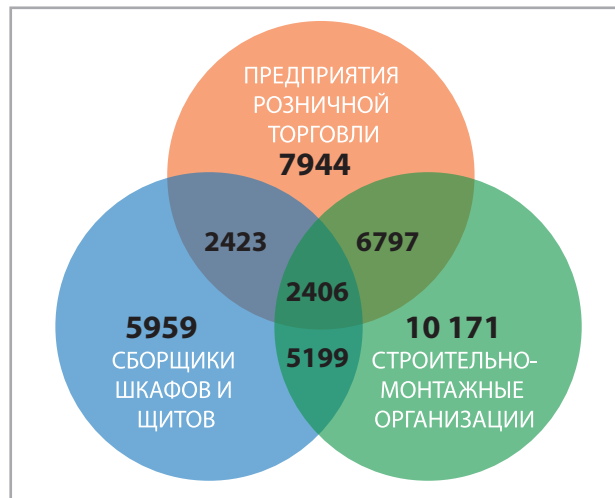 ПРЕДПРИЯТИЯ
РОЗНИЧНОЙ
ТОРГОВЛИ
7944
2423
6797
2406
5959
СБОРЩИКИ
ШКАФОВ И
ЩИТОВ
5199
10 171
СТРОИТЕЛЬНО-
МОНТАЖНЫЕ
ОРГАНИЗАЦИИ